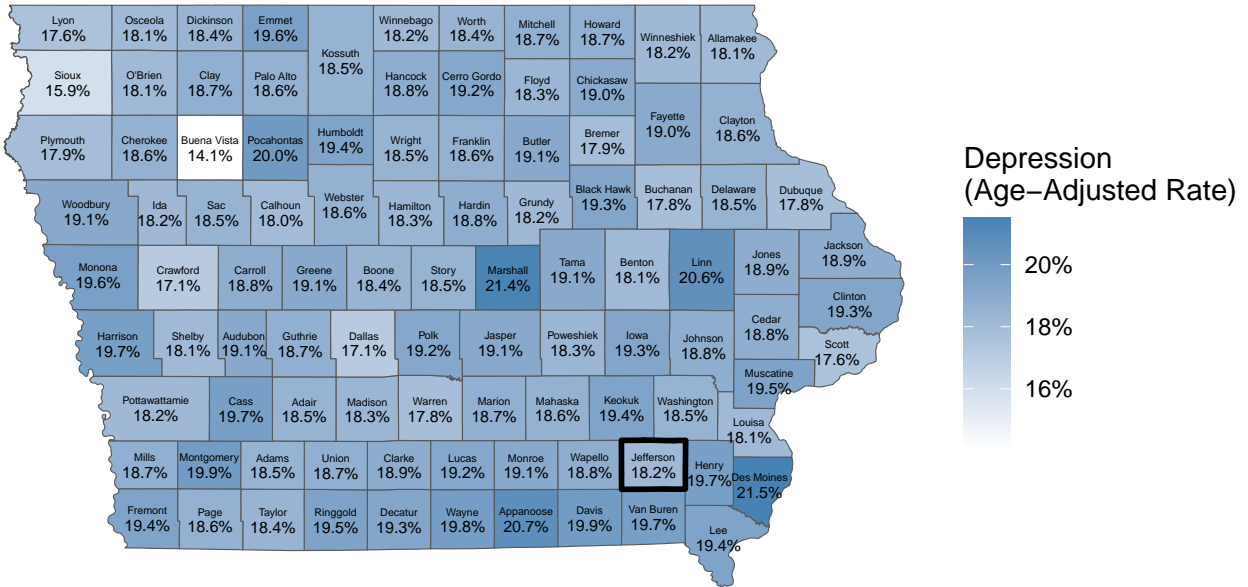 Lyon
17.6%
Osceola
18.1%
Dickinson
18.4%
Emmet
19.6%
Kossuth
18.5%
Winnebago
18.2%
Worth
18.4%
Mitchell
18.7%
Howard
18.7%
Winneshiek
18.2%
Allamakee
18.1%
Sioux
15.9%
O'Brien
18.1%
Clay
18.7%
Palo Alto
18.6%
Hancock
18.8%
Cerro Gordo
19.2%
Floyd
18.3%
Chickasaw
19.0%
Fayette
19.0%
Clayton
18.6%
Plymouth
17.9%
Cherokee
18.6%
Buena Vista
14.1%
Pocahontas
20.0%
Humboldt
19.4%
Wright
18.5%
Franklin
18.6%
Butler
19.1%
Bremer
17.9%
Depression
(Age−Adjusted Rate)
Woodbury
19.1%
Ida
18.2%
Sac
18.5%
Calhoun
18.0%
Webster
18.6%
Hamilton
18.3%
Hardin
18.8%
Grundy
18.2%
Black Hawk
19.3%
Buchanan
17.8%
Delaware
18.5%
Dubuque
17.8%
Monona
19.6%
Crawford
17.1%
Carroll
18.8%
Greene
19.1%
Boone
18.4%
Story
18.5%
Marshall
21.4%
Tama
19.1%
Benton
18.1%
Linn
20.6%
Jones
18.9%
Jackson
18.9%
20%
Clinton
19.3%
18%
16%
Harrison
19.7%
Shelby
18.1%
Audubon
19.1%
Guthrie
18.7%
Dallas
17.1%
Polk
19.2%
Jasper
19.1%
Poweshiek
18.3%
Iowa
19.3%
Johnson
18.8%
Cedar
18.8%
Scott
17.6%
Muscatine
19.5%
Pottawattamie
18.2%
Cass
19.7%
Adair
18.5%
Madison
18.3%
Warren
17.8%
Marion
18.7%
Mahaska
18.6%
Keokuk
19.4%
Washington
18.5%
Louisa
18.1%
Mills
18.7%
Montgomery
19.9%
Adams
18.5%
Union
18.7%
Clarke
18.9%
Lucas
19.2%
Monroe
19.1%
Wapello
18.8%
Jefferson
18.2%
Henry
19.7%
Des Moines
21.5%
Fremont
19.4%
Page
18.6%
Taylor
18.4%
Ringgold
19.5%
Decatur
19.3%
Wayne
19.8%
Appanoose
20.7%
Davis
19.9%
Van Buren
19.7%
Lee
19.4%